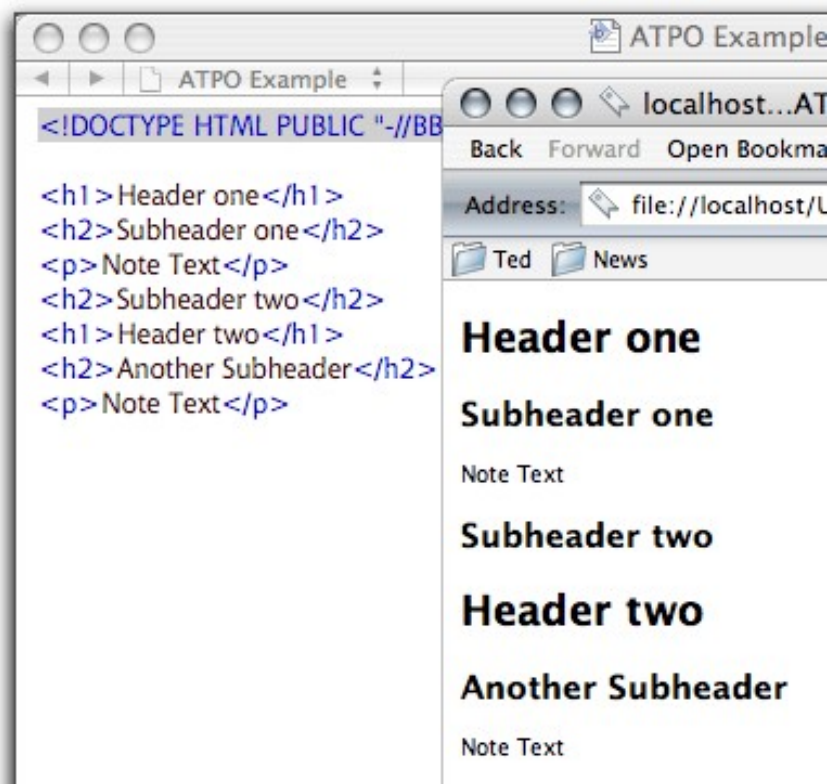 ATPO Example
ATPO Example
<!DOCTYPE HTML PUBLIC "-//BB
<h1>Header one</h1>
<h2>Subheader one</h2>
<p>Note Text</p>
<h2>Subheader two</h2>
<h1>Header two</h1>
<h2>Another Subheader</h2>
<p>Note Text</p>
localhost...AT
Back Forward Open Bookma
Address: file://localhost/U
Ted News
Header one
Subheader one
Note Text
Subheader two
Header two
Another Subheader
Note Text